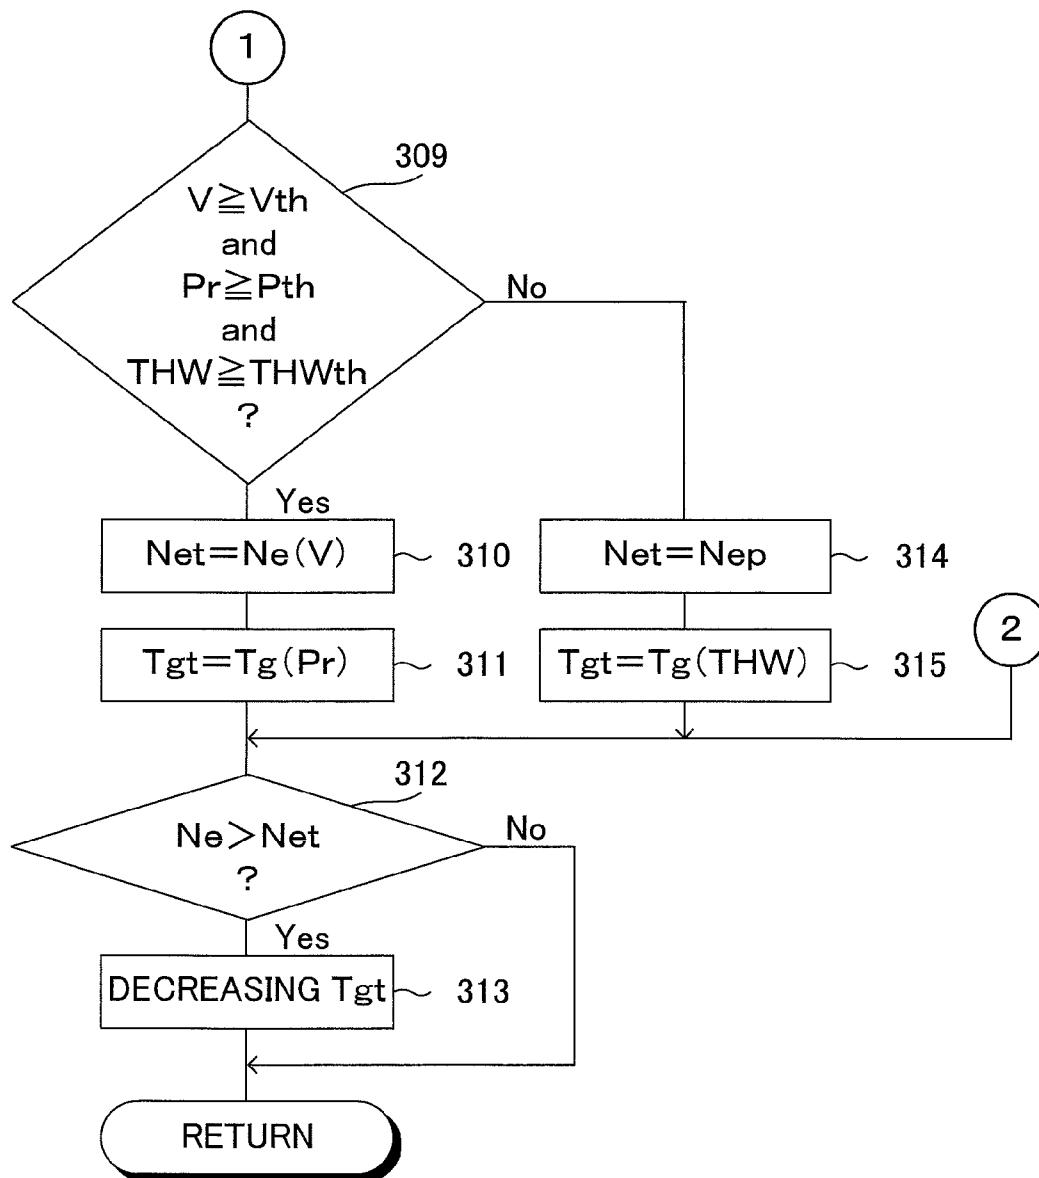 1
309
V≧Vth
and
Pr≧Pth
and
THW≧THWth
?
No
Yes
Net=Ne(V)
310
Net=Nep
314
2
Tgt=Tg(Pr)
311
Tgt=Tg(THW)
315
312
Ne>Net
?
No
Yes
DECREASING Tgt
313
RETURN